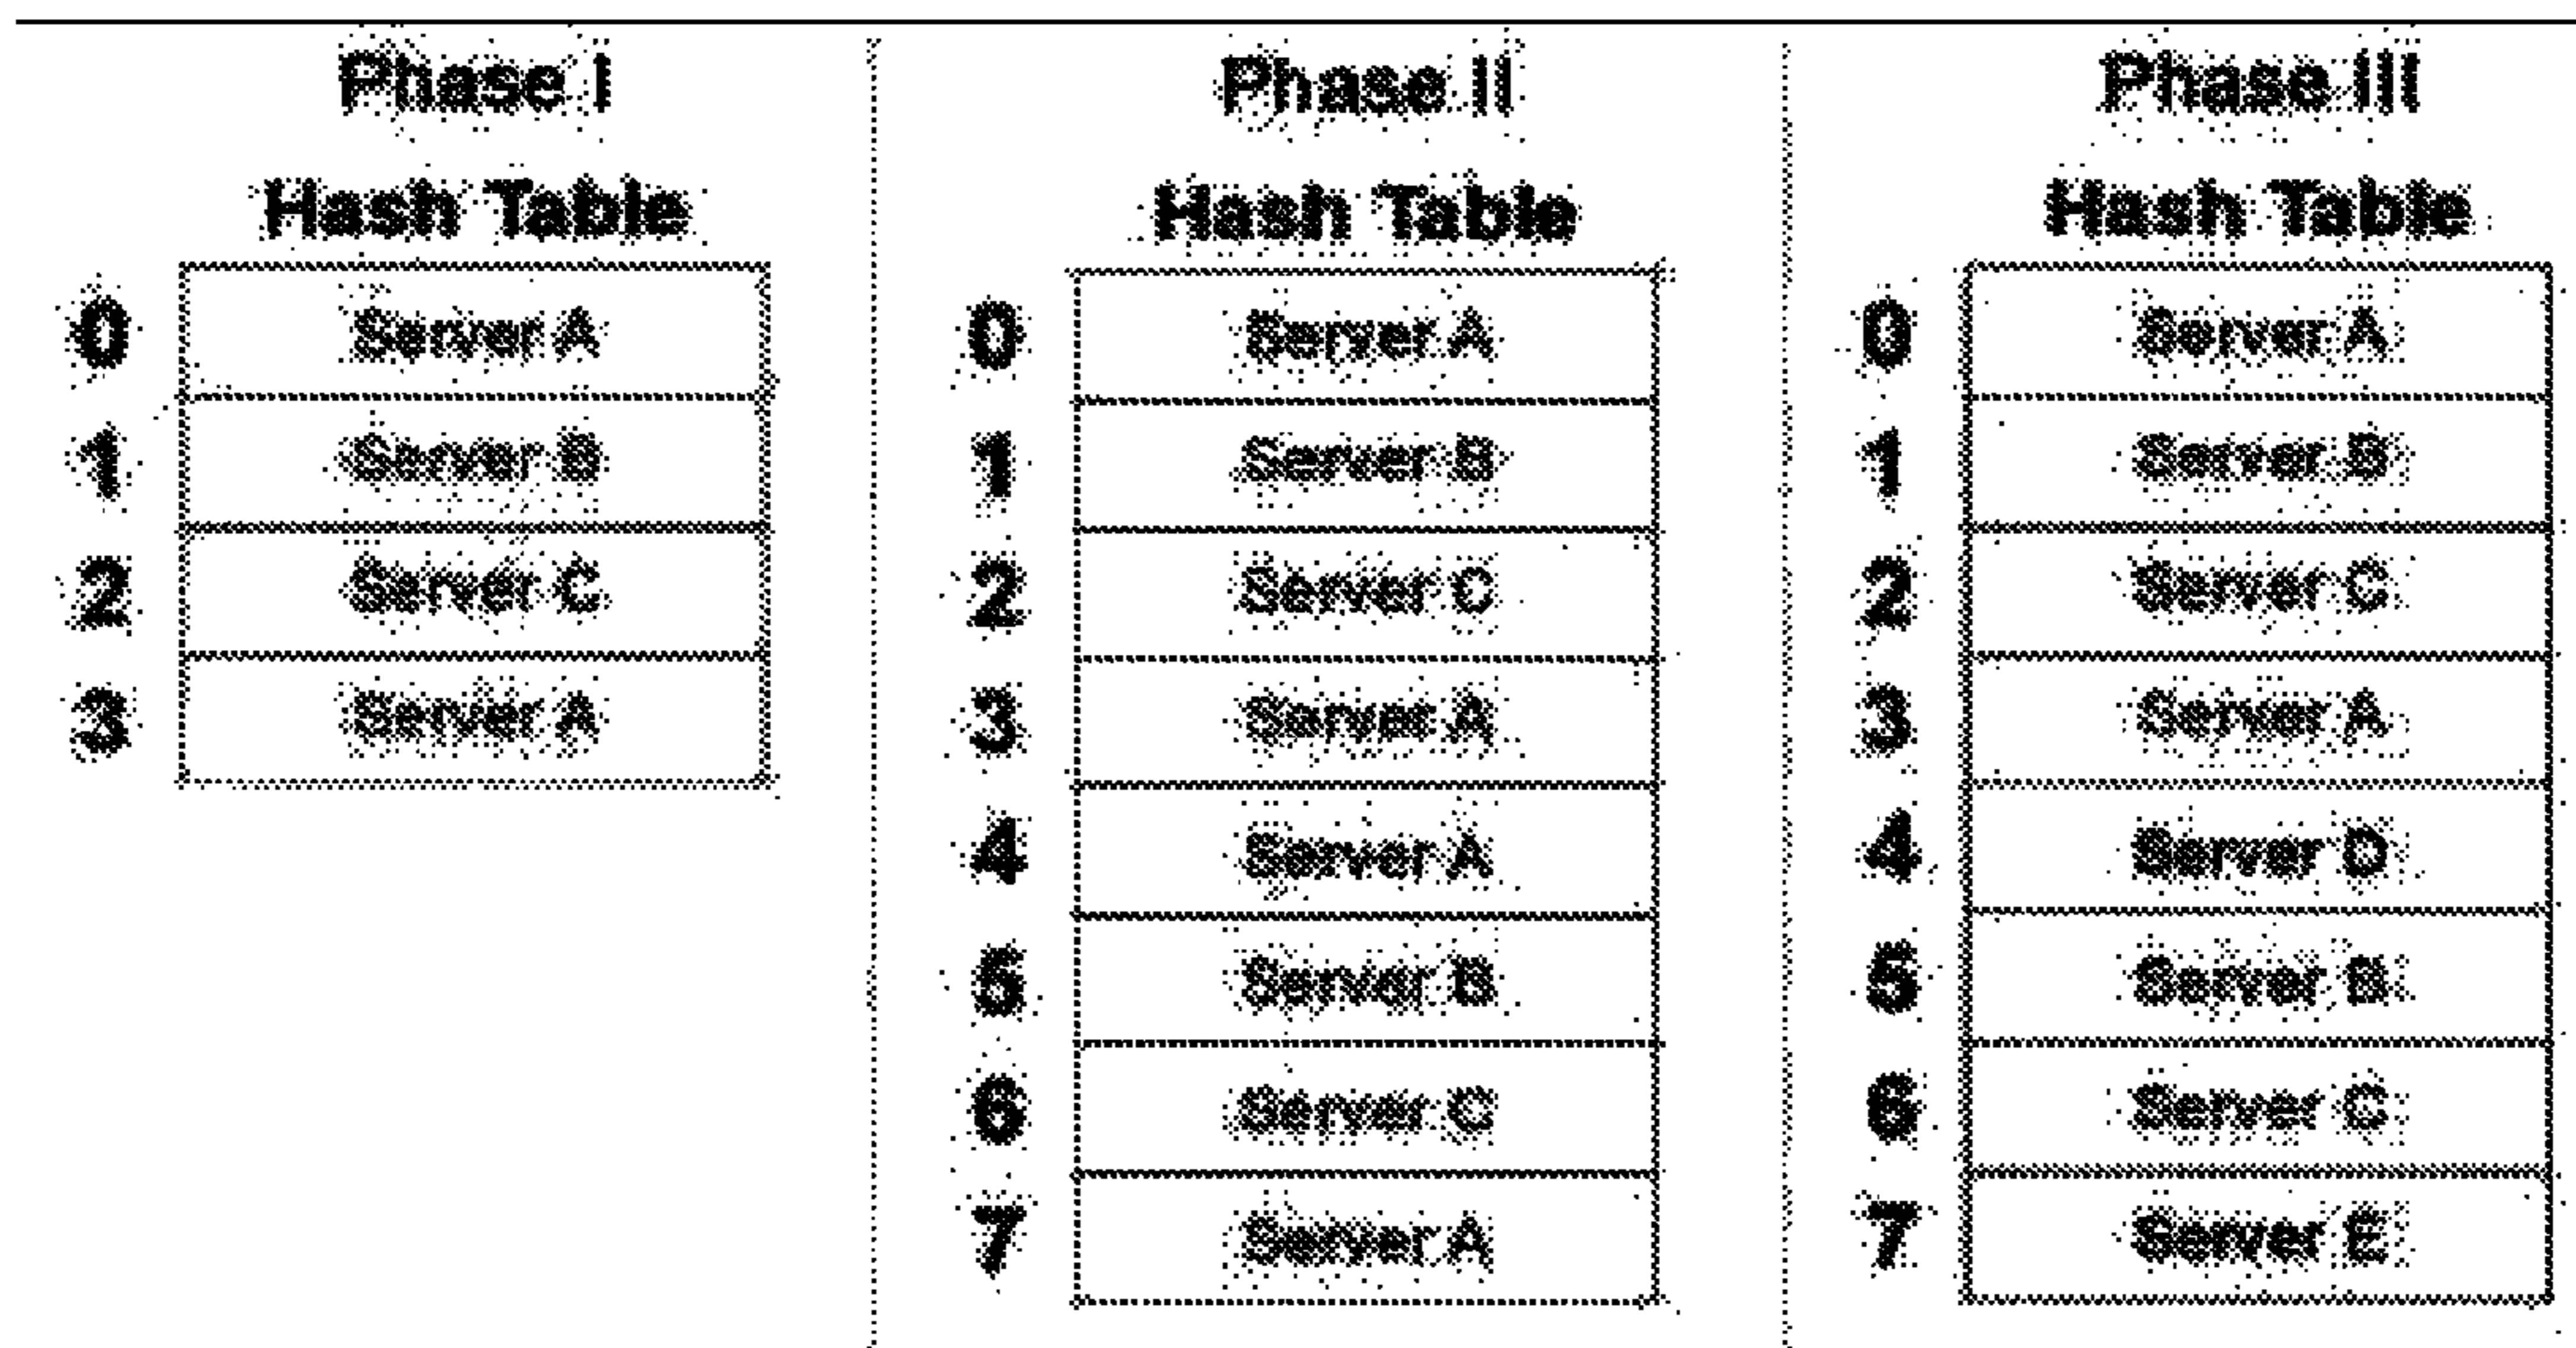 Phase I
Hash Table
0 Server A
1 Server B
2 Server C
3 Server A
Phase II
Hash Table
0 Server A
1 Server B
2 Server C
3 Server A
4 Server A
5 Server B
6 Server C
7 Server A
Phase III
Hash Table
0 Server A
1 Server B
2 Server C
3 Server A
4 Server D
5 Server B
6 Server C
7 Server E